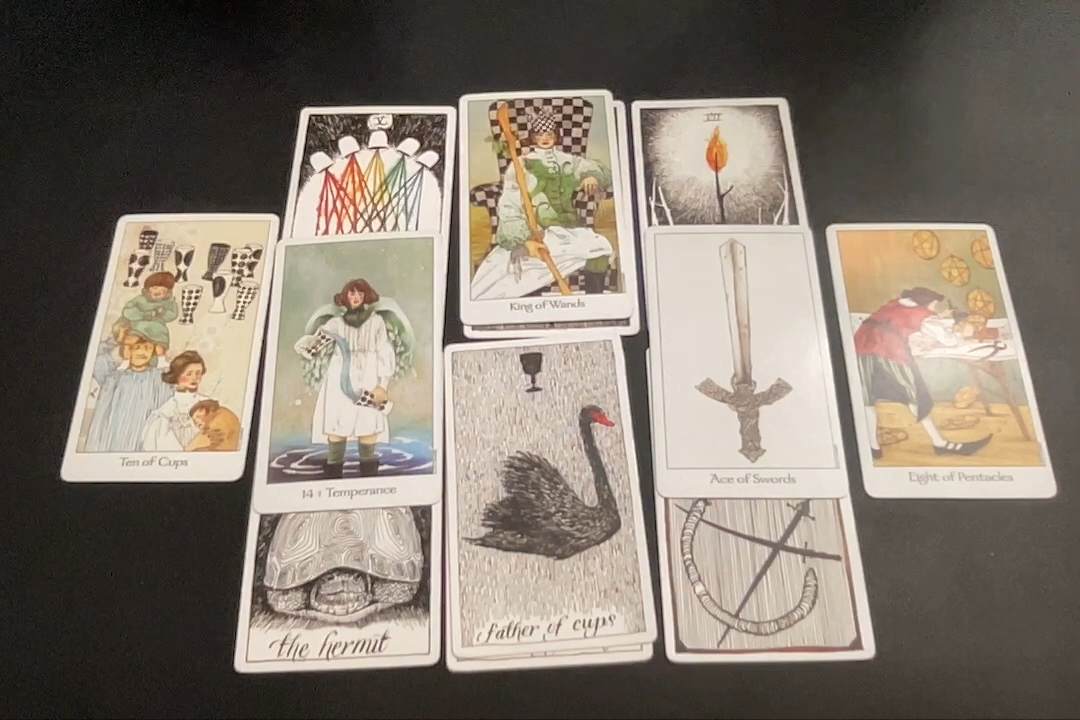 X
King of Wands
Ten of Cups
14 : Temperance
Ace of Swords
Eight of Pentacles
the hermit
father of cups